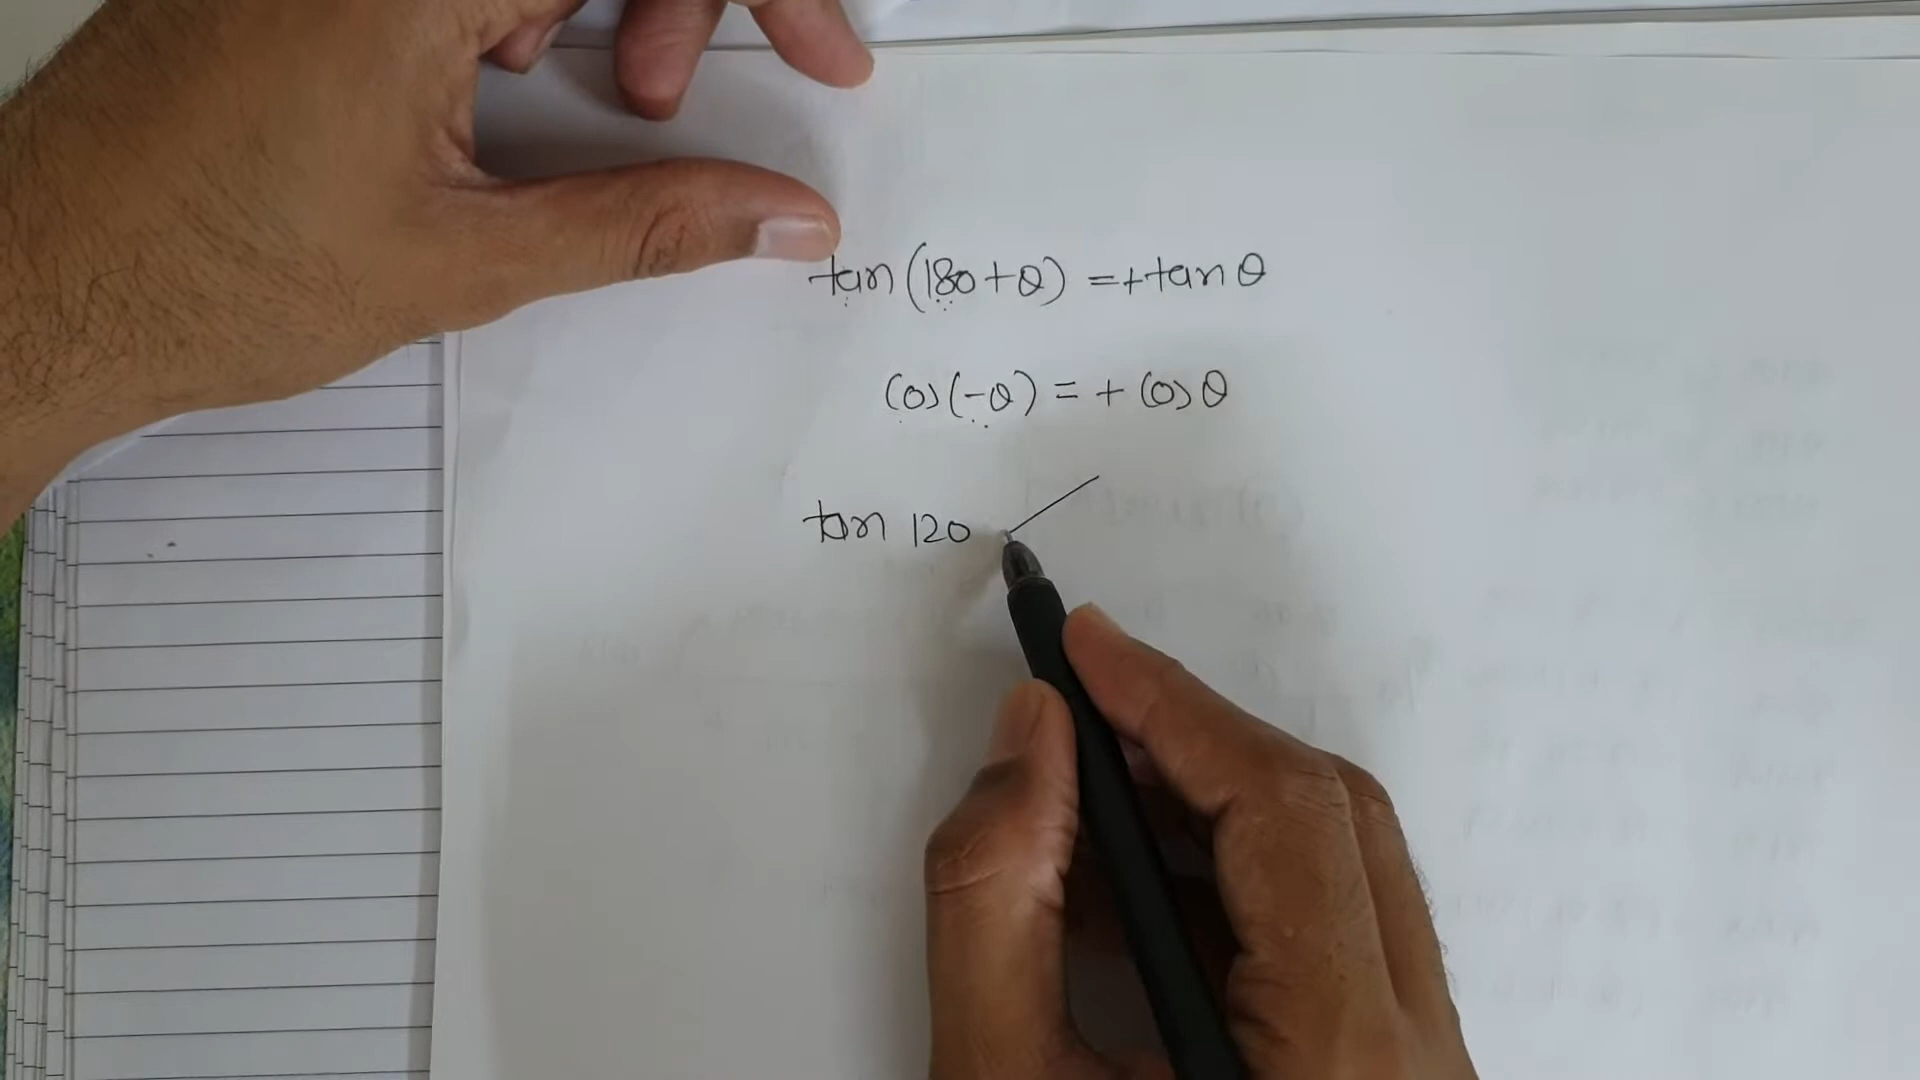 tan (180+θ) = + tan θ
Cos (-θ) = + Cos θ
tan 120